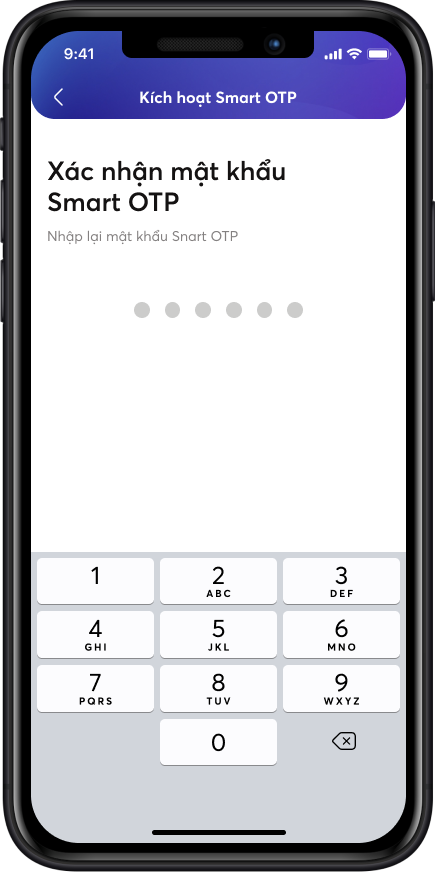 9:41
Kích hoạt Smart OTP
Xác nhận mật khẩu
Smart OTP
Nhập lại mật khẩu Snart OTP
1
2
3
ABC
DEF
4
5
6
GHI
JKL
MNO
7
8
9
PQRS
TUV
WXYZ
0